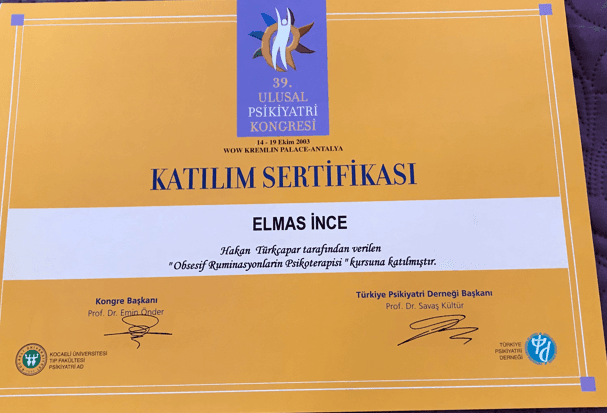 39.
ULUSAL
PSİKİYATRİ
KONGRESİ
14 - 19 Ekim 2003
WOW KREMLIN PALACE-ANTALYA
KATILIM SERTİFİKASI
ELMAS İNCE
Hakan Türkçapar tarafından verilen
"Obsesif Ruminasyonların Psikoterapisi" kursuna katılmıştır.
Kongre Başkanı
Prof. Dr. Emin Önder
Türkiye Psikiyatri Derneği Başkanı
Prof. Dr. Savaş Kültür
KOCAELİ ÜNİVERSİTESİ
TIP FAKÜLTESİ
PSİKİYATRİ AD
TÜRKİYE
PSİKİYATRİ
DERNEĞİ